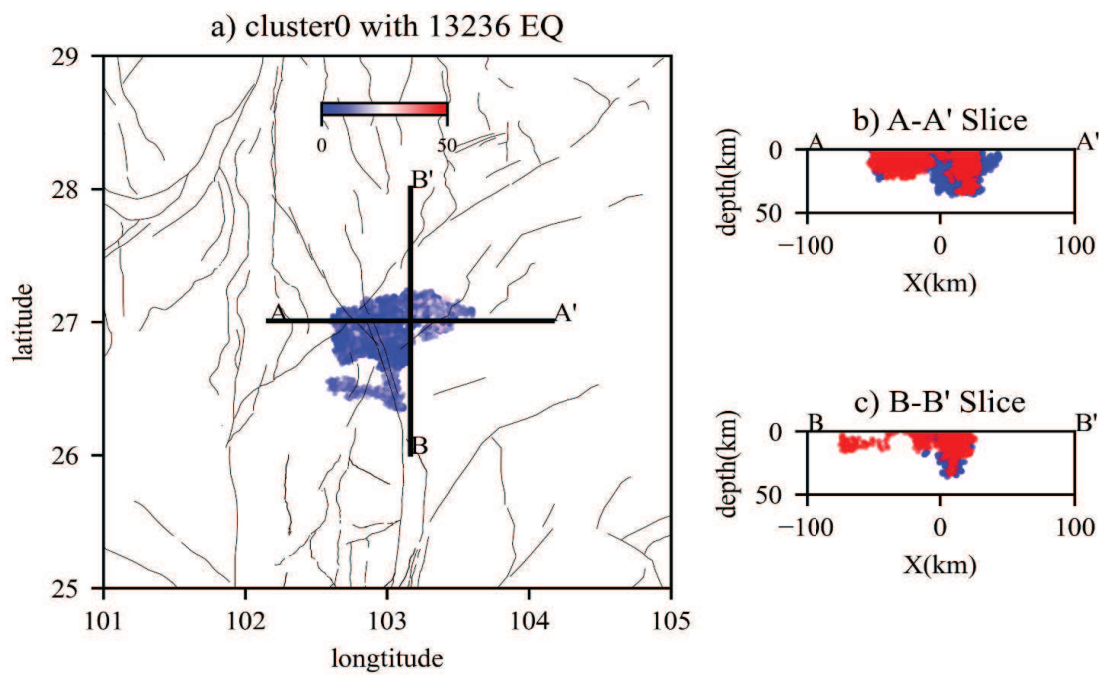 a) cluster0 with 13236 EQ
29
28
27
26
25
latitude
101 102 103 104 105
longtitude
0 50
B'
A A'
B
b) A-A' Slice
A A'
0
50
depth(km)
−100 0 100
X(km)
c) B-B' Slice
B B'
0
50
depth(km)
−100 0 100
X(km)